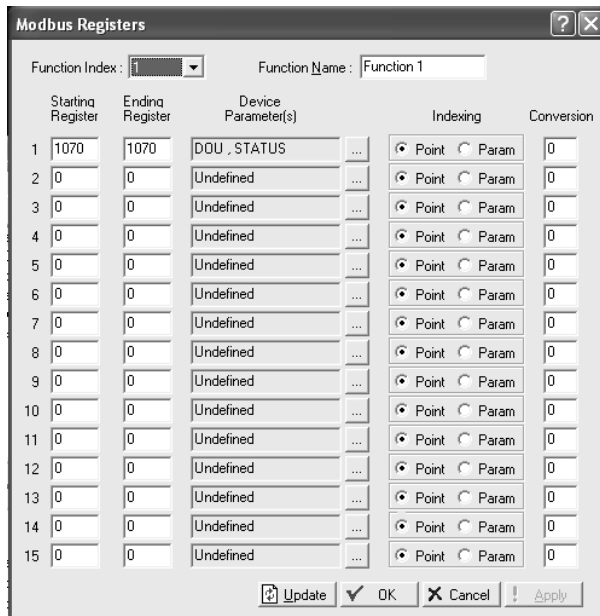 Modbus Registers
Function Index : 1 Function Name : Function 1
Starting Register Ending Register Device Parameter(s) Indexing Conversion
1 1070 1070 DOU , STATUS ... Point Param 0
2 0 0 Undefined ... Point Param 0
3 0 0 Undefined ... Point Param 0
4 0 0 Undefined ... Point Param 0
5 0 0 Undefined ... Point Param 0
6 0 0 Undefined ... Point Param 0
7 0 0 Undefined ... Point Param 0
8 0 0 Undefined ... Point Param 0
9 0 0 Undefined ... Point Param 0
10 0 0 Undefined ... Point Param 0
11 0 0 Undefined ... Point Param 0
12 0 0 Undefined ... Point Param 0
13 0 0 Undefined ... Point Param 0
14 0 0 Undefined ... Point Param 0
15 0 0 Undefined ... Point Param 0
Update OK Cancel Apply